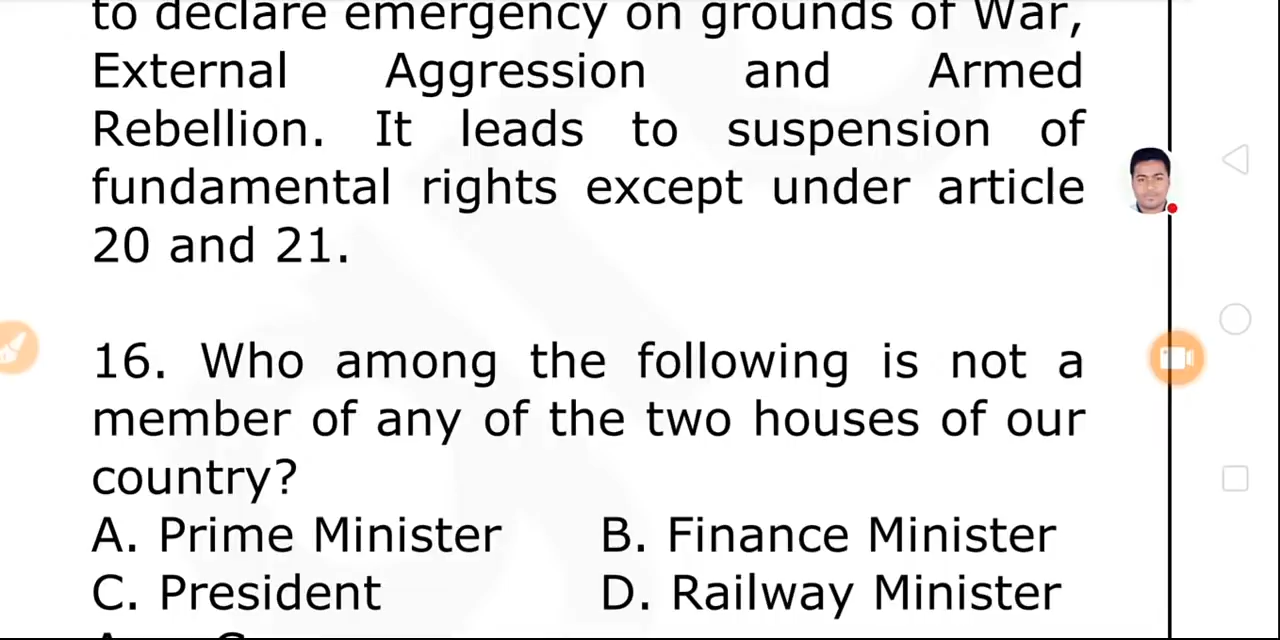 to declare emergency on grounds of War,
External Aggression and Armed
Rebellion. It leads to suspension of
fundamental rights except under article
20 and 21.
16. Who among the following is not a
member of any of the two houses of our
country?
A. Prime Minister B. Finance Minister
C. President D. Railway Minister